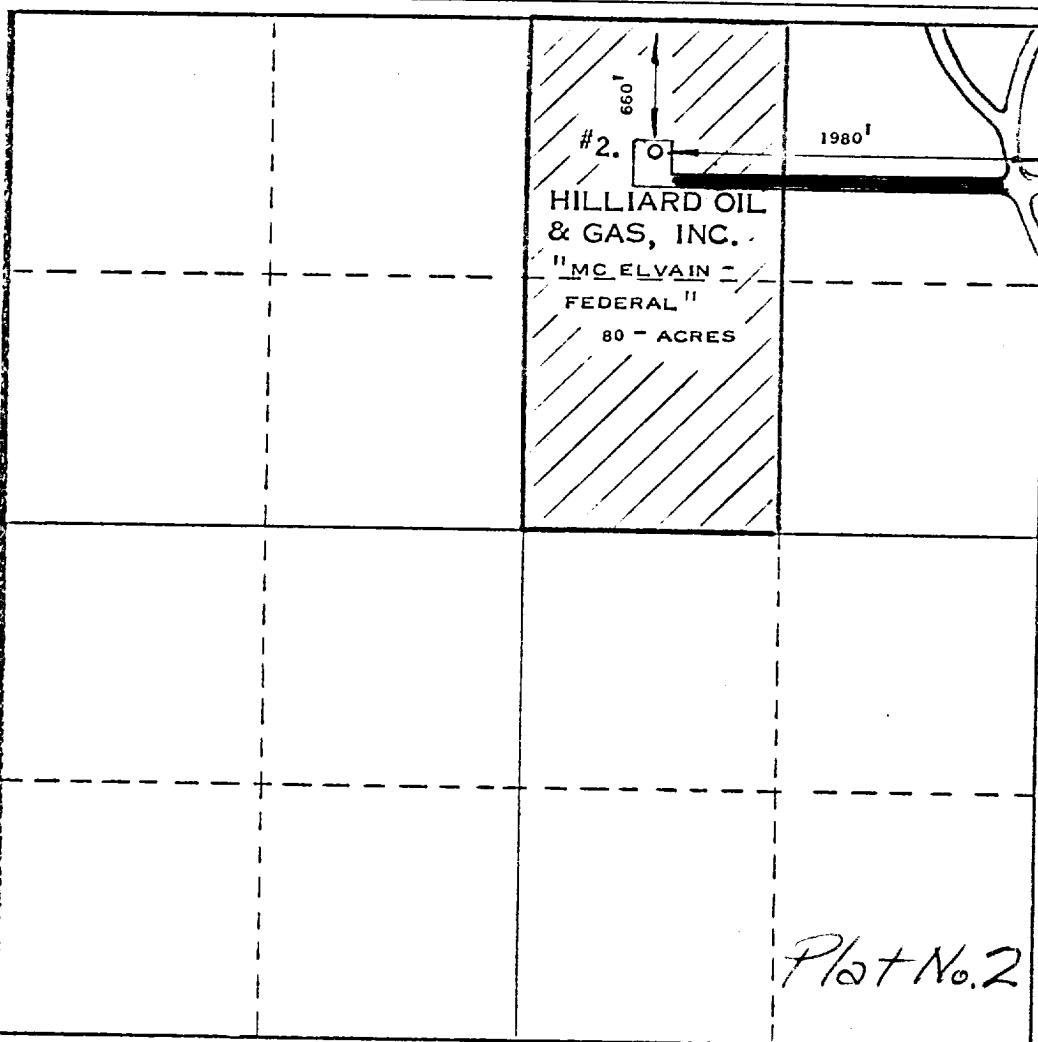 660'
#2.
1980'
HILLIARD OIL
& GAS, INC.
"MC ELVAIN -
FEDERAL"
80 - ACRES
Plat No. 2